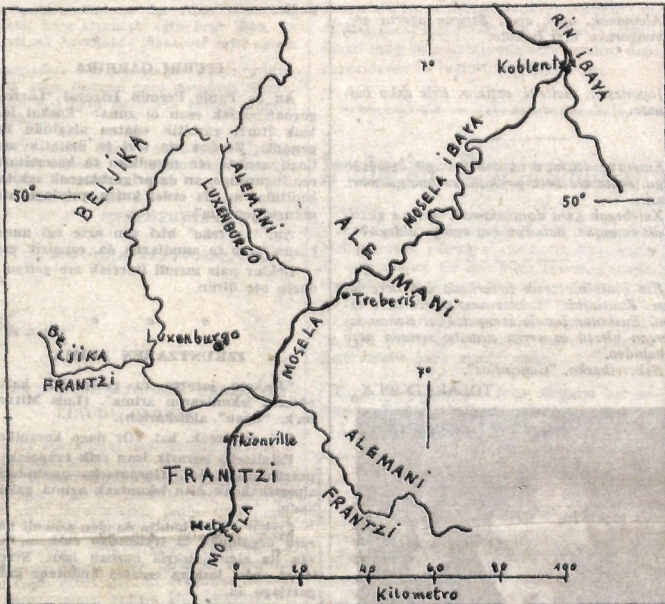 RIN IBAYA
7°
Koblentz
BELJIKA
50°
ALEMANI
LUXENBURGO
MOSELA IBAYA
50°
ALEMANI
Treberis
Luxenburgo
MOSELA
BeLJIKA
FRANTZI
7°
Thionville
ALEMANI
FRANTZI
FRANTZI
Metz
MOSELA
0 20 40 60 80 100
Kilometro